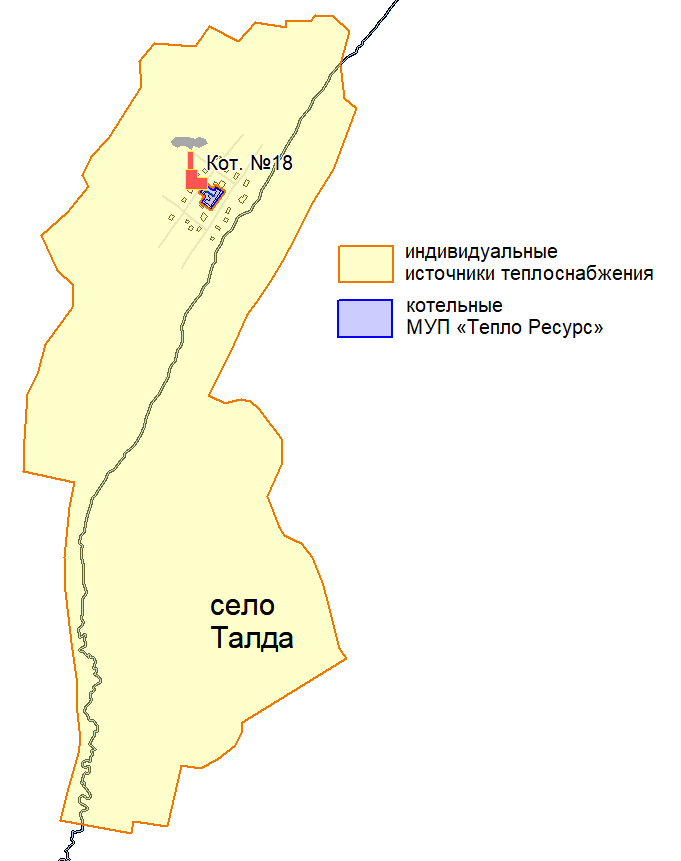 Кот. №18
индивидуальные
источники теплоснабжения
котельные
МУП «Тепло Ресурс»
село
Талда